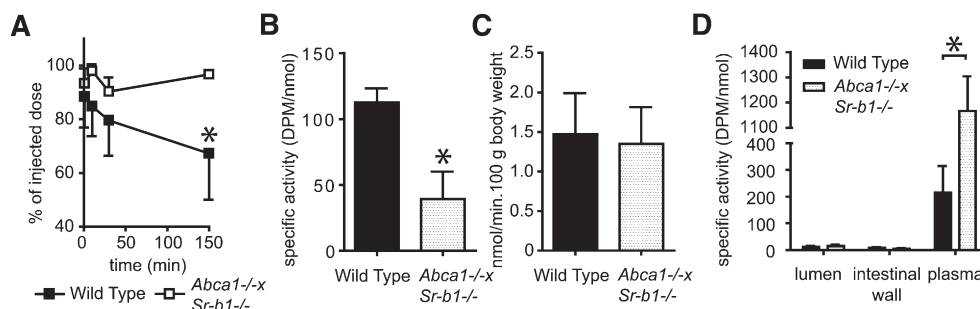 A
% of injected dose
100
80
60
40
0
50
100
150
*
time (min)
Wild Type
Abca1-/-x
Sr-b1-/-
B
specific activity (DPM/nmol)
150
100
50
0
*
Wild Type
Abca1-/-x
Sr-b1-/-
C
nmol/min.100 g body weight
2.5
2.0
1.5
1.0
0.5
0
Wild Type
Abca1-/-x
Sr-b1-/-
D
specific activity (DPM/nmol)
1400
1300
1200
1100
400
300
200
100
0
Wild Type
Abca1-/-x
Sr-b1-/-
*
lumen
intestinal
wall
plasma